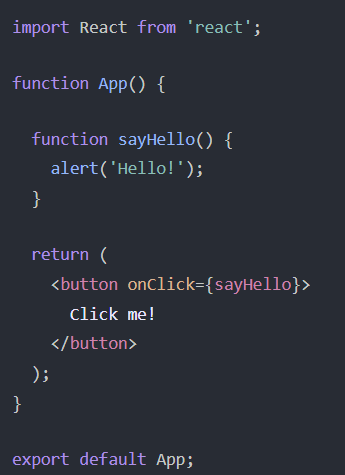 import React from 'react';
function App() {
function sayHello() {
alert('Hello!');
}
return (
<button onClick={sayHello}>
Click me!
</button>
);
}
export default App;